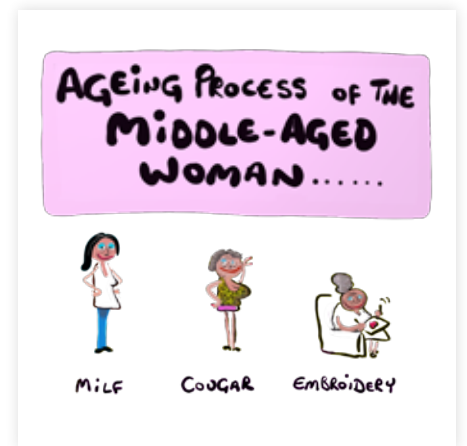 AGEiNG PROCESS OF THE
MiDDLE-AGED
WOMAN......
MiLF COUGAR EMBROiDERY